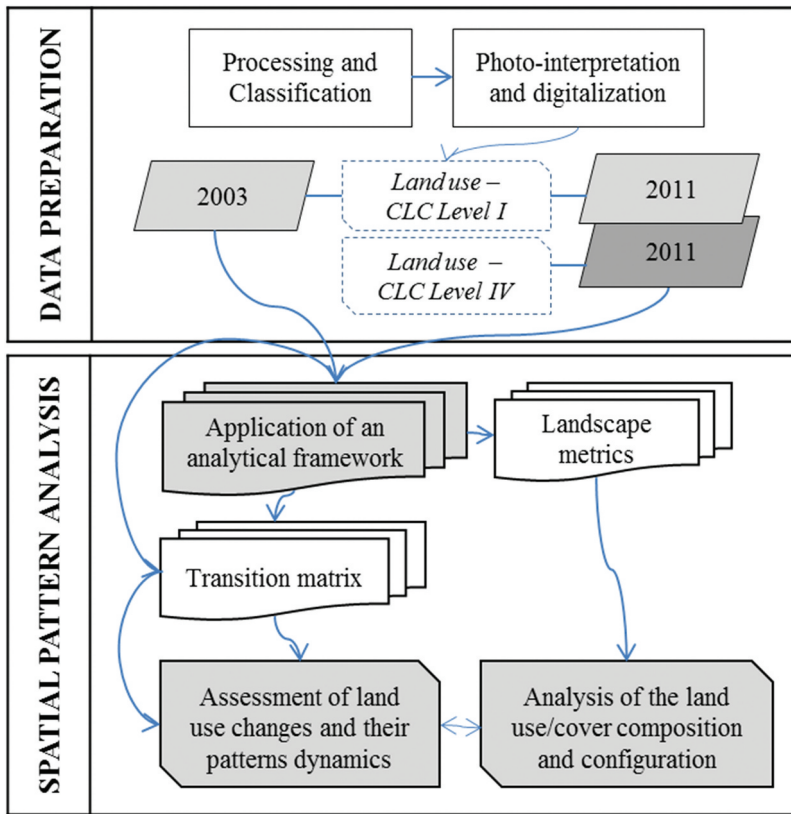 DATA PREPARATION
Processing and
Classification
Photo-interpretation
and digitalization
2003
Land use –
CLC Level I
2011
Land use –
CLC Level IV
2011
SPATIAL PATTERN ANALYSIS
Application of an
analytical framework
Landscape
metrics
Transition matrix
Assessment of land
use changes and their
patterns dynamics
Analysis of the land
use/cover composition
and configuration